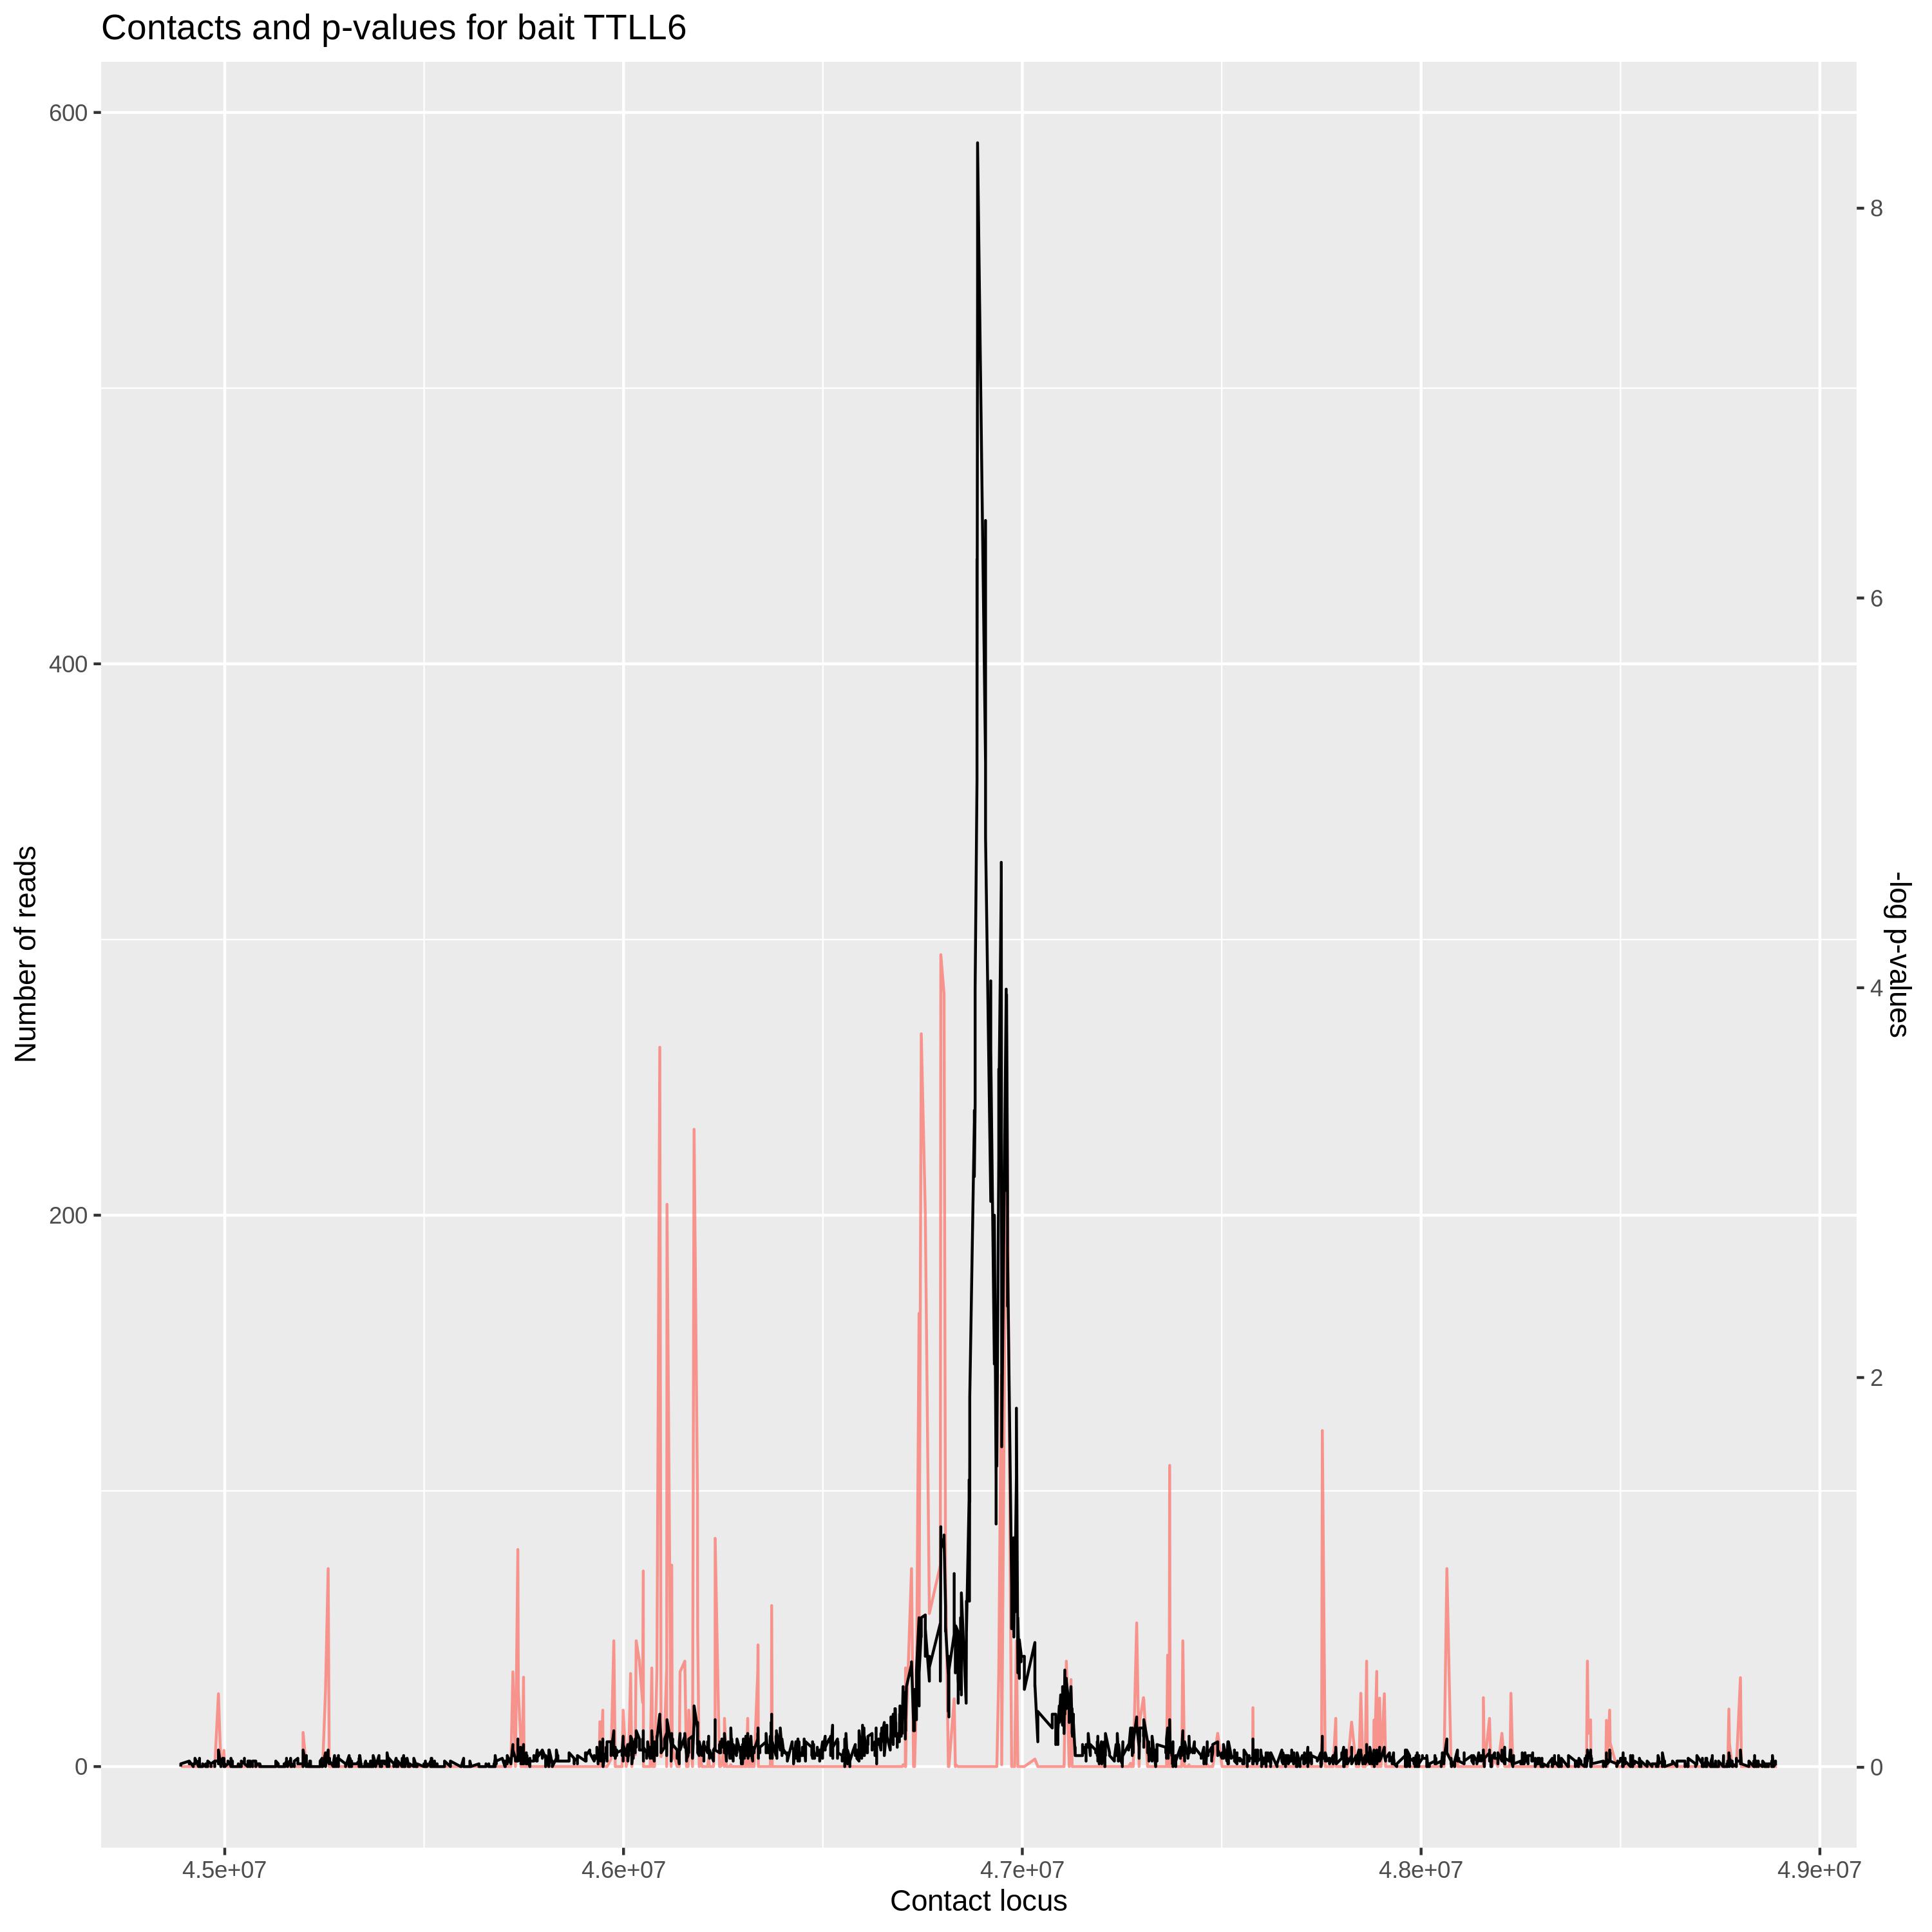 Contacts and p-values for bait TTLL6
600
400
200
0
Number of reads
8
6
4
2
0
-log p-values
4.5e+07
4.6e+07
4.7e+07
4.8e+07
4.9e+07
Contact locus